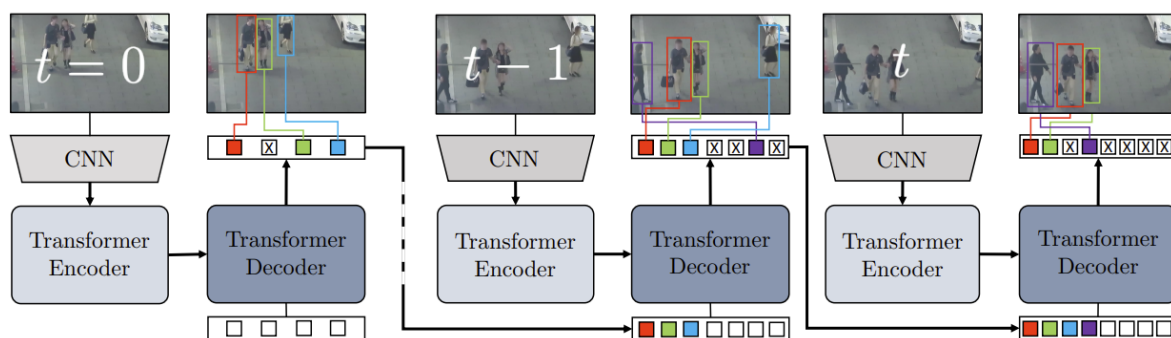 t = 0
t − 1
t
CNN
X
CNN
X X X
CNN
X X X X X
Transformer
Encoder
Transformer
Decoder
Transformer
Encoder
Transformer
Decoder
Transformer
Encoder
Transformer
Decoder